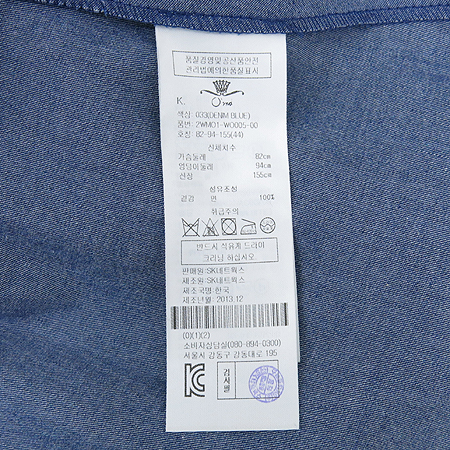 품질경영및공산품안전
관리법에의한품질표시
K.
색상: 033(DENIM BLUE)
품번: 2WMO1-WO005-00
호칭: 82-94-155(44)
신체치수
가슴둘레 82cm
엉덩이둘레 94cm
신장 155cm
섬유조성
겉감 면 100%
취급주의
반드시 석유계 드라이
크리닝 하십시오.
판매원:SK네트웍스
제조원:SK네트웍스
제조국명:한국
제조년월: 2013.12
(0)(1)(2)
소비자상담실(080-894-0300)
서울시 강동구 강동대로 195
검사필